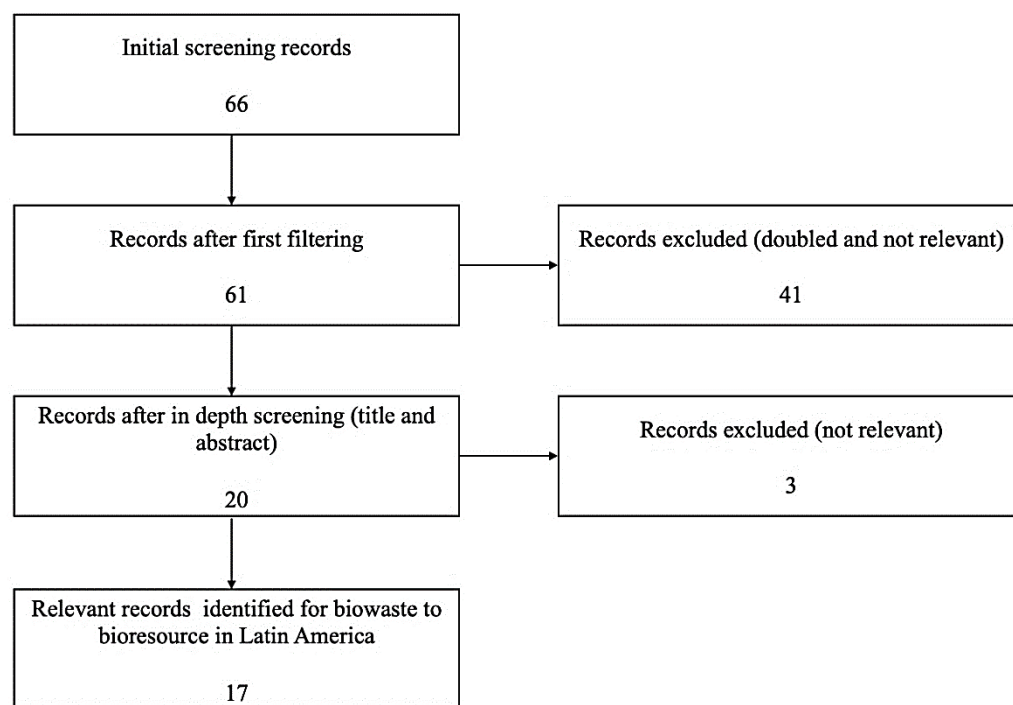 Initial screening records
66
Records after first filtering
61
Records excluded (doubled and not relevant)
41
Records after in depth screening (title and
abstract)
20
Records excluded (not relevant)
3
Relevant records identified for biowaste to
bioresource in Latin America
17